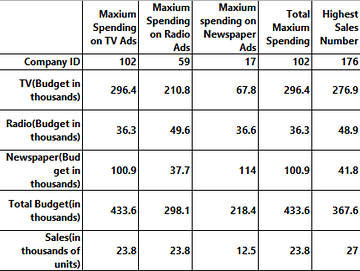 Maxium Spending on TV Ads Maxium Spending on Radio Ads Maxium spending on Newspaper Ads Total Maxium Spending Highest Sales Number
Company ID 102 59 17 102 176
TV(Budget in thousands) 296.4 210.8 67.8 296.4 276.9
Radio(Budget in thousands) 36.3 49.6 36.6 36.3 48.9
Newspaper(Bud get in thousands) 100.9 37.7 114 100.9 41.8
Total Budget(in thousands) 433.6 298.1 218.4 433.6 367.6
Sales(in thousands of units) 23.8 23.8 12.5 23.8 27